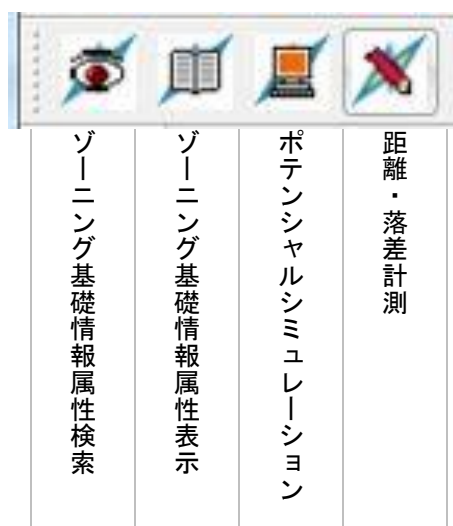 ゾーニング基礎情報属性検索
ゾーニング基礎情報属性表示
ポテンシャルシミュレーション
距離・落差計測